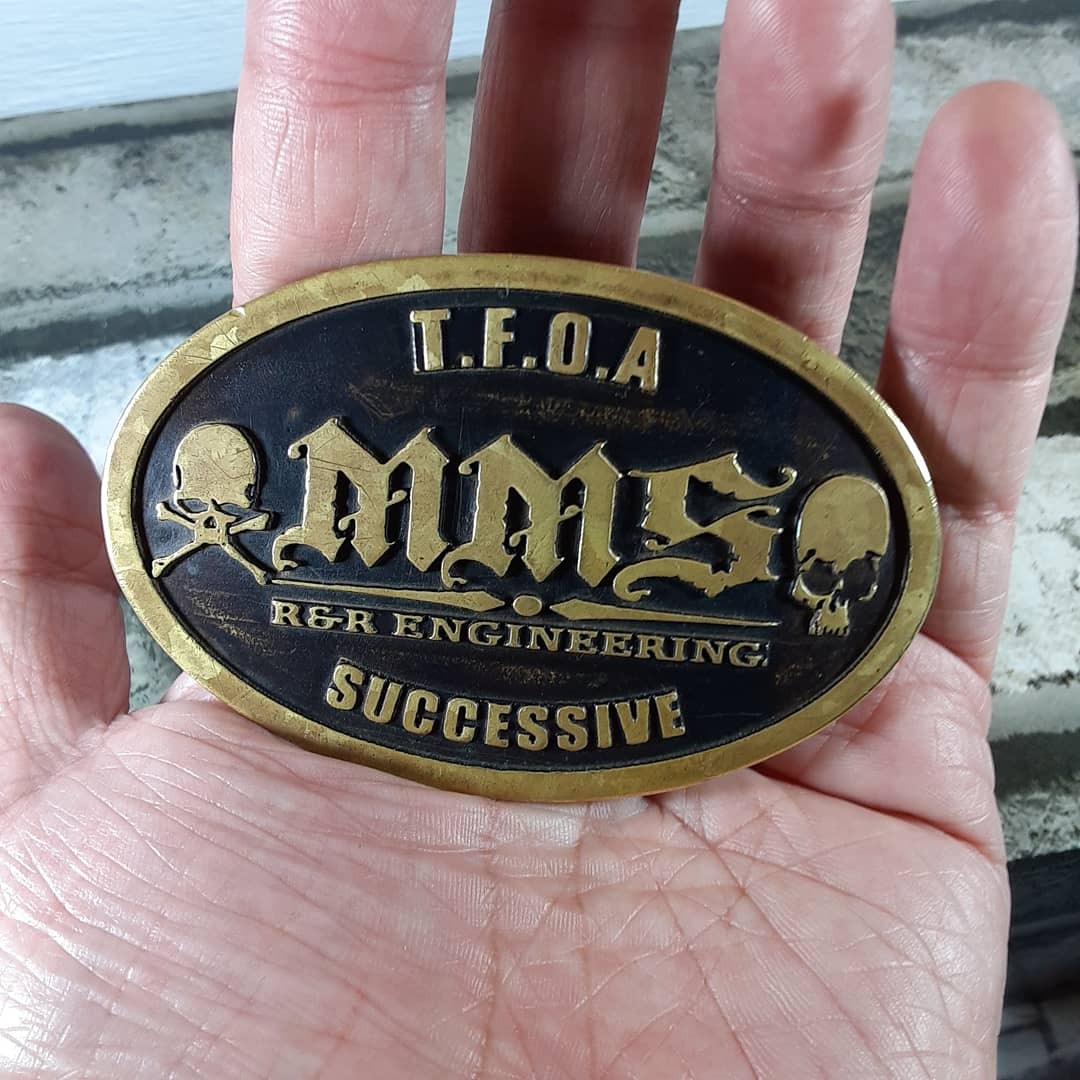 T.F.O.A
MMS
R&R ENGINEERING
SUCCESSIVE